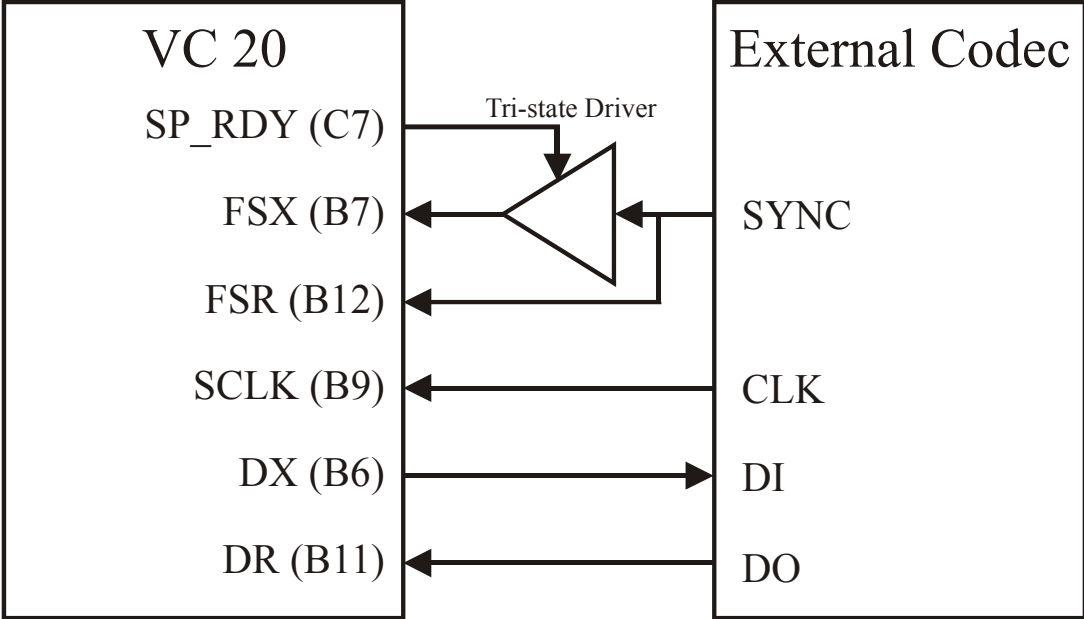 VC 20
External Codec
Tri-state Driver
SP_RDY (C7)
FSX (B7)
SYNC
FSR (B12)
SCLK (B9)
CLK
DX (B6)
DI
DR (B11)
DO